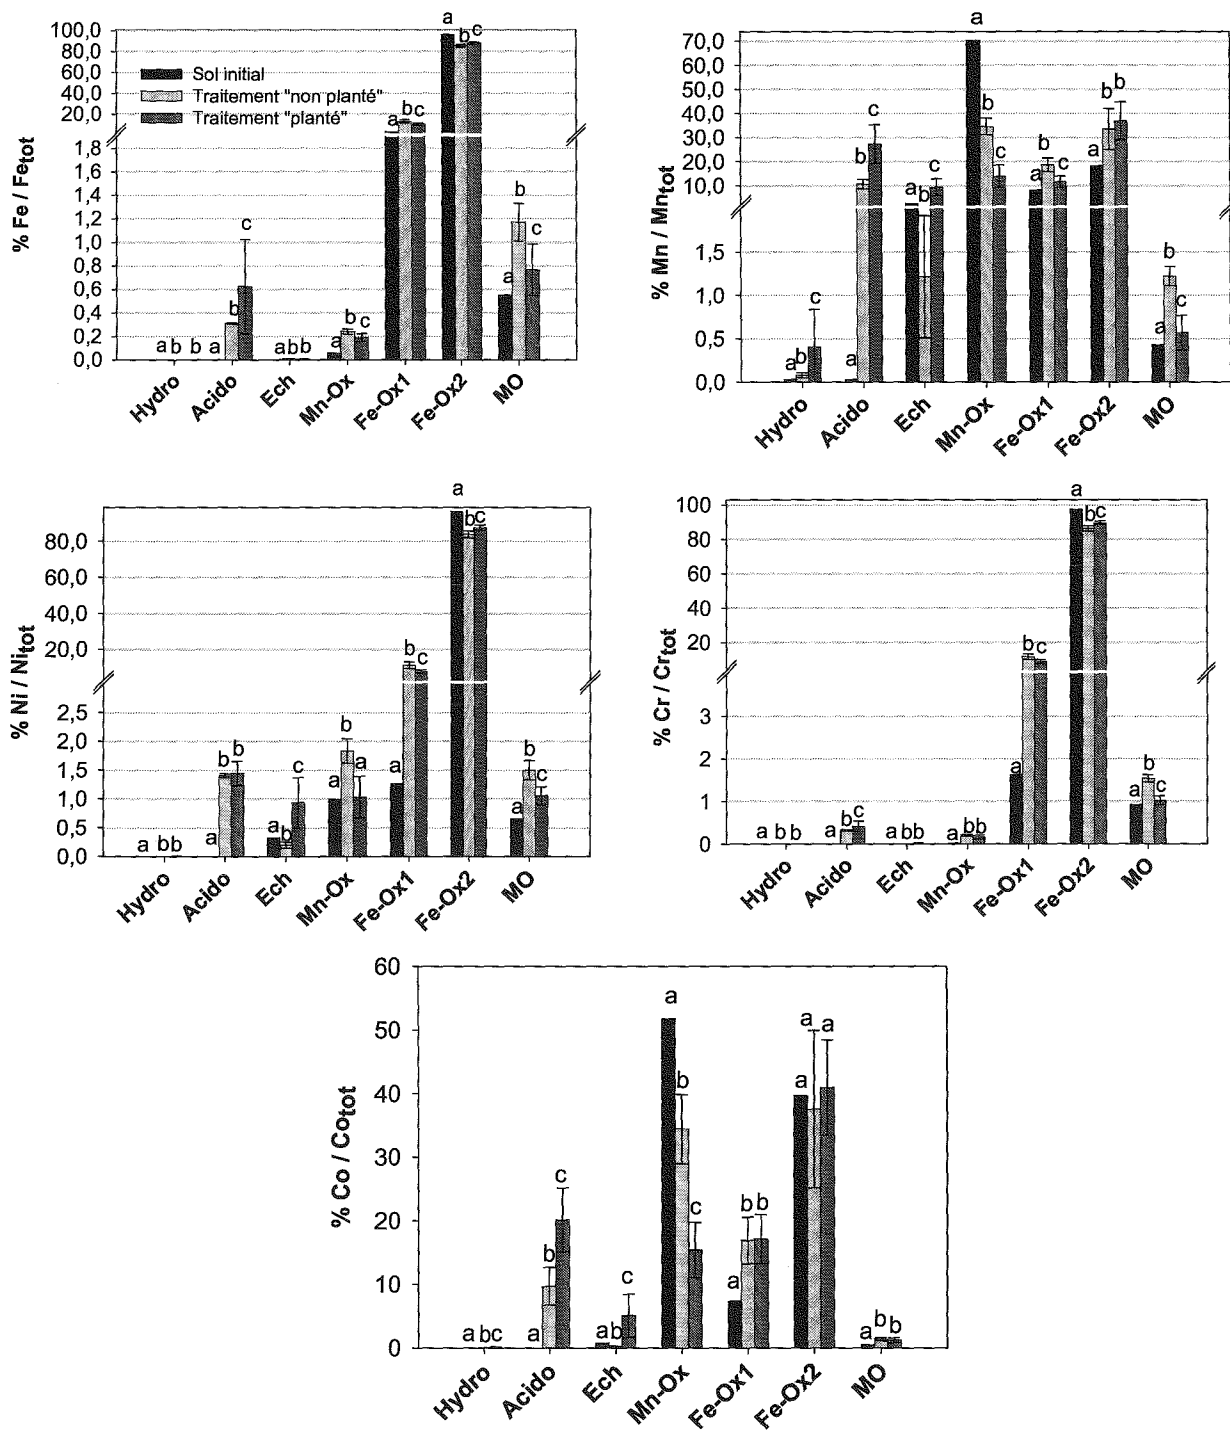 % Fe / Fetot
100,0
80,0
60,0
40,0
20,0
1,8
1,6
1,4
1,2
1,0
0,8
0,6
0,4
0,2
0,0
Sol initial
Traitement "non planté"
Traitement "planté"
a b b
a b c
a b b
a b c
a b c
a b c
a b c
Hydro
Acido
Ech
Mn-Ox
Fe-Ox1
Fe-Ox2
MO
% Mn / Mntot
70,0
60,0
50,0
40,0
30,0
20,0
10,0
1,5
1,0
0,5
0,0
a b c
a b c
a b c
a b c
a b c
a b b
a b c
Hydro
Acido
Ech
Mn-Ox
Fe-Ox1
Fe-Ox2
MO
% Ni / Nitot
80,0
60,0
40,0
20,0
2,5
2,0
1,5
1,0
0,5
0,0
a b b
a b b
a b c
a b a
a b c
a b c
a b c
Hydro
Acido
Ech
Mn-Ox
Fe-Ox1
Fe-Ox2
MO
% Cr / Crtot
100
80
60
40
20
3
2
1
0
a b b
a b c
a b b
a b b
a b c
a b c
a b c
Hydro
Acido
Ech
Mn-Ox
Fe-Ox1
Fe-Ox2
MO
% Co / Cotot
60
50
40
30
20
10
0
a b c
a b c
a b c
a b c
a b b
a a a
a b b
Hydro
Acido
Ech
Mn-Ox
Fe-Ox1
Fe-Ox2
MO